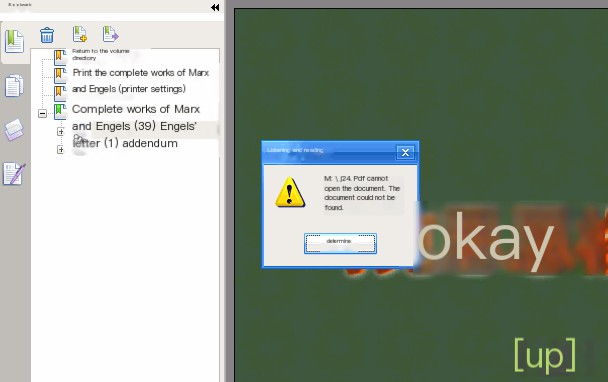 Bookmark
Return to the volume
directory
Print the complete works of Marx
and Engels (printer settings)
Complete works of Marx
and Engels (39) Engels'
letter (1) addendum
Listening and reading
M: \ J24. Pdf cannot
open the document. The
document could not be
found.
determine
okay
[up]